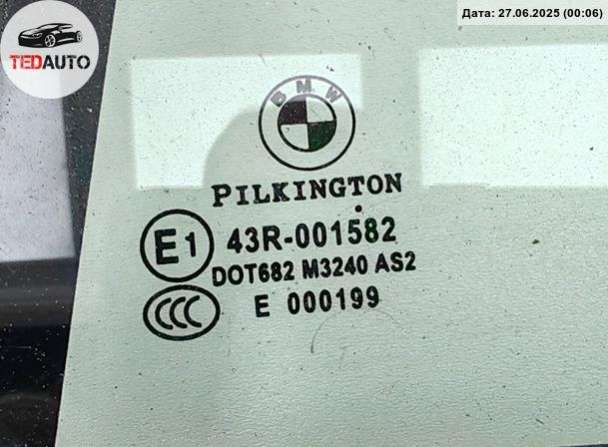 Дата: 27.06.2025 (00:06)
TEDAUTO
BMW
PILKINGTON
E1 43R-001582
DOT682 M3240 AS2
CCC E 000199